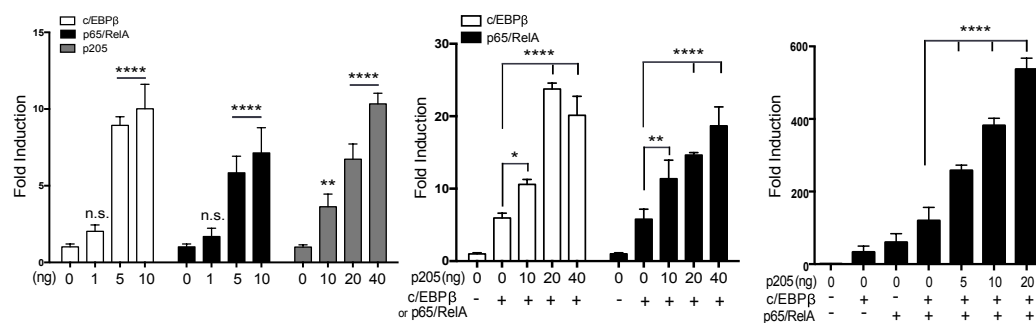 c/EBPβ
p65/RelA
p205
15
10
5
0
Fold Induction
n.s.
****
n.s.
****
**
****
(ng) 0 1 5 10 0 1 5 10 0 10 20 40
c/EBPβ
p65/RelA
30
20
10
0
Fold Induction
****
*
****
**
p205(ng) 0 0 10 20 40 0 0 10 20 40
c/EBPβ
or p65/RelA - + + + + - + + + +
600
400
200
0
Fold Induction
****
p205(ng) 0 0 0 0 5 10 20
c/EBPβ - + - + + + +
p65/RelA - - + + + + +